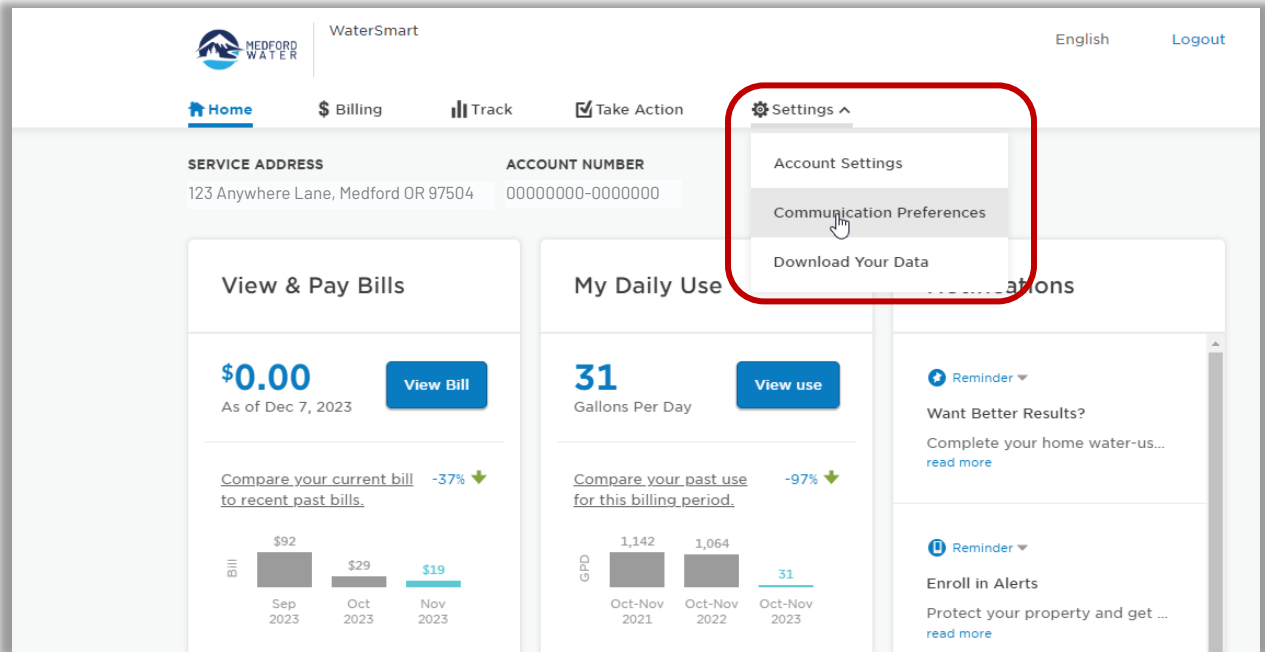 MEDFORD
WATER
WaterSmart
English
Logout
Home
$ Billing
Track
Take Action
Settings
Account Settings
Communication Preferences
Download Your Data
SERVICE ADDRESS
123 Anywhere Lane, Medford OR 97504
ACCOUNT NUMBER
00000000-0000000
View & Pay Bills
$0.00
As of Dec 7, 2023
View Bill
Compare your current bill
to recent past bills.
-37%
Bill
$92
$29
$19
Sep
2023
Oct
2023
Nov
2023
My Daily Use
31
Gallons Per Day
View use
Compare your past use
for this billing period.
-97%
GPD
1,142
1,064
31
Oct-Nov
2021
Oct-Nov
2022
Oct-Nov
2023
Reminder
Want Better Results?
Complete your home water-us...
read more
Reminder
Enroll in Alerts
Protect your property and get ...
read more